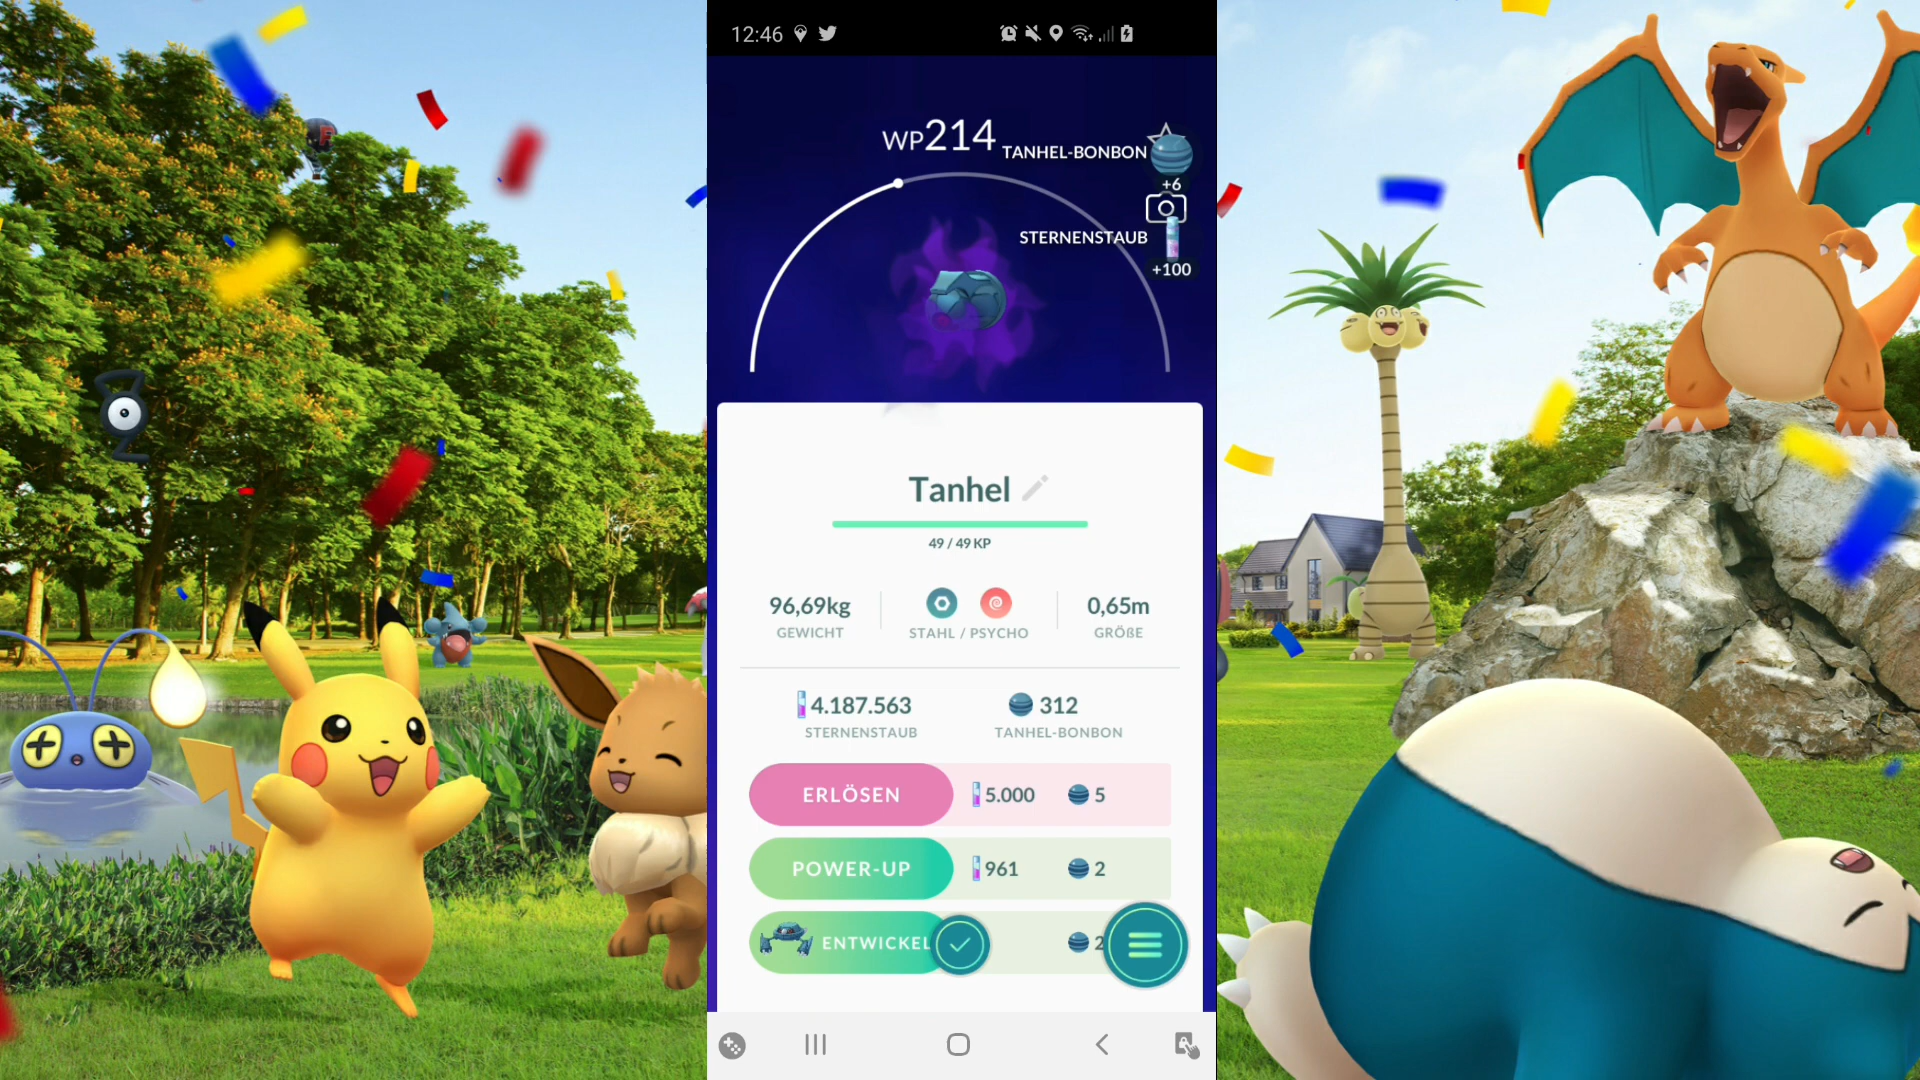 12:46
WP214
TANHEL-BONBON
+6
STERNENSTAUB
+100
Tanhel
49 / 49 KP
96,69kg
GEWICHT
STAHL / PSYCHO
0,65m
GRÖßE
4.187.563
STERNENSTAUB
312
TANHEL-BONBON
ERLÖSEN 5.000 5
POWER-UP 961 2
ENTWICKEL 2